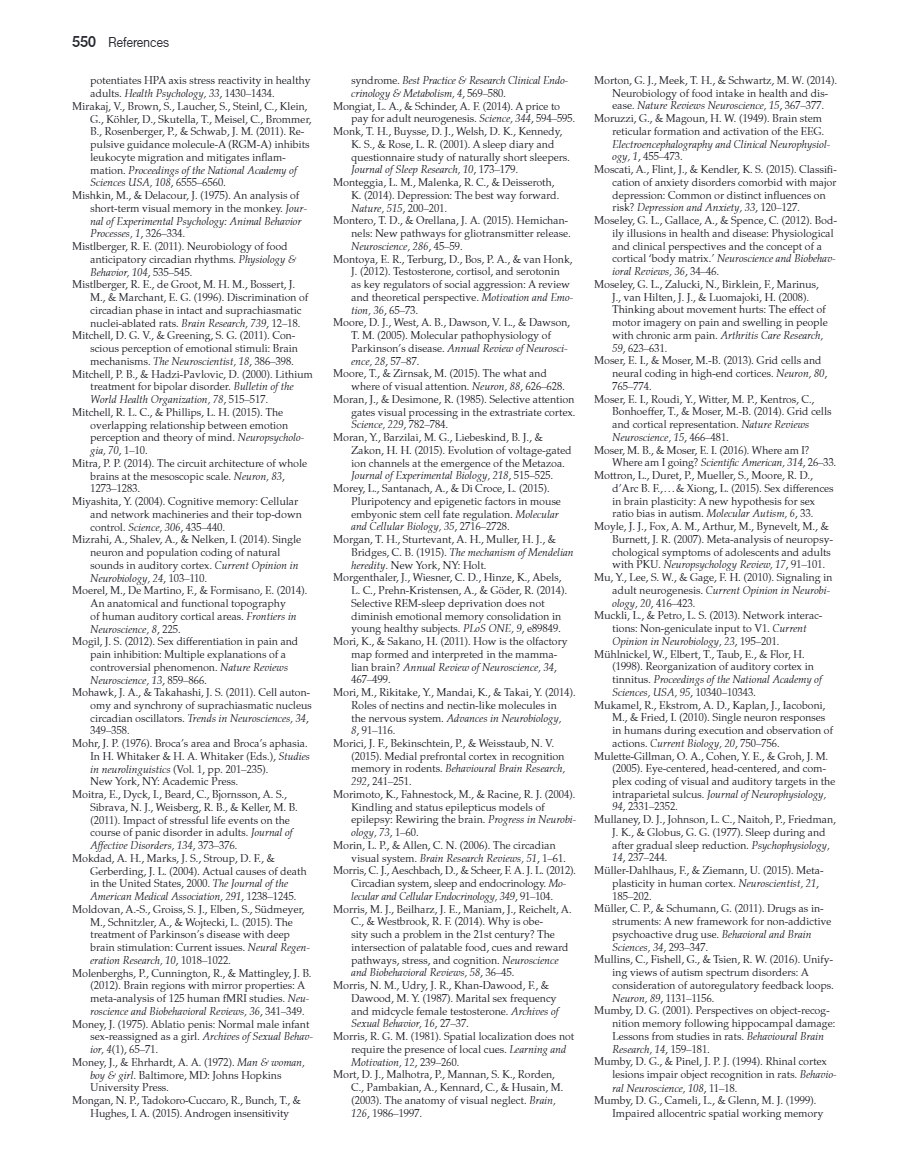 550 References
potentiates HPA axis stress reactivity in healthy
adults. Health Psychology, 33, 1430–1434.
Mirakaj, V., Brown, S., Laucher, S., Steinl, C., Klein,
G., Köhler, D., Skutella, T., Meisel, C., Brommer,
B., Rosenberger, P., & Schwab, J. M. (2011). Re-
pulsive guidance molecule-A (RGM-A) inhibits
leukocyte migration and mitigates inflam-
mation. Proceedings of the National Academy of
Sciences USA, 108, 6555–6560.
Mishkin, M., & Delacour, J. (1975). An analysis of
short-term visual memory in the monkey. Jour-
nal of Experimental Psychology: Animal Behavior
Processes, 1, 326–334.
Mistlberger, R. E. (2011). Neurobiology of food
anticipatory circadian rhythms. Physiology &
Behavior, 104, 535–545.
Mistlberger, R. E., de Groot, M. H. M., Bossert, J.
M., & Marchant, E. G. (1996). Discrimination of
circadian phase in intact and suprachiasmatic
nuclei-ablated rats. Brain Research, 739, 12–18.
Mitchell, D. G. V., & Greening, S. G. (2011). Con-
scious perception of emotional stimuli: Brain
mechanisms. The Neuroscientist, 18, 386–398.
Mitchell, P. B., & Hadzi-Pavlovic, D. (2000). Lithium
treatment for bipolar disorder. Bulletin of the
World Health Organization, 78, 515–517.
Mitchell, R. L. C., & Phillips, L. H. (2015). The
overlapping relationship between emotion
perception and theory of mind. Neuropsycholo-
gia, 70, 1–10.
Mitra, P. P. (2014). The circuit architecture of whole
brains at the mesoscopic scale. Neuron, 83,
1273–1283.
Miyashita, Y. (2004). Cognitive memory: Cellular
and network machineries and their top-down
control. Science, 306, 435–440.
Mizrahi, A., Shalev, A., & Nelken, I. (2014). Single
neuron and population coding of natural
sounds in auditory cortex. Current Opinion in
Neurobiology, 24, 103–110.
Moerel, M., De Martino, F., & Formisano, E. (2014).
An anatomical and functional topography
of human auditory cortical areas. Frontiers in
Neuroscience, 8, 225.
Mogil, J. S. (2012). Sex differentiation in pain and
pain inhibition: Multiple explanations of a
controversial phenomenon. Nature Reviews
Neuroscience, 13, 859–866.
Mohawk, J. A., & Takahashi, J. S. (2011). Cell auton-
omy and synchrony of suprachiasmatic nucleus
circadian oscillators. Trends in Neurosciences, 34,
349–358.
Mohr, J. P. (1976). Broca's area and Broca's aphasia.
In H. Whitaker & H. A. Whitaker (Eds.), Studies
in neurolinguistics (Vol. 1, pp. 201–235).
New York, NY: Academic Press.
Moitra, E., Dyck, I., Beard, C., Bjornsson, A. S.,
Sibrava, N. J., Weisberg, R. B., & Keller, M. B.
(2011). Impact of stressful life events on the
course of panic disorder in adults. Journal of
Affective Disorders, 134, 373–376.
Mokdad, A. H., Marks, J. S., Stroup, D. F., &
Gerberding, J. L. (2004). Actual causes of death
in the United States, 2000. The Journal of the
American Medical Association, 291, 1238–1245.
Moldovan, A.-S., Groiss, S. J., Elben, S., Südmeyer,
M., Schnitzler, A., & Wojtecki, L. (2015). The
treatment of Parkinson's disease with deep
brain stimulation: Current issues. Neural Regen-
eration Research, 10, 1018–1022.
Molenberghs, P., Cunnington, R., & Mattingley, J. B.
(2012). Brain regions with mirror properties: A
meta-analysis of 125 human fMRI studies. Neu-
roscience and Biobehavioral Reviews, 36, 341–349.
Money, J. (1975). Ablatio penis: Normal male infant
sex-reassigned as a girl. Archives of Sexual Behav-
ior, 4(1), 65–71.
Money, J., & Ehrhardt, A. A. (1972). Man & woman,
boy & girl. Baltimore, MD: Johns Hopkins
University Press.
Mongan, N. P., Tadokoro-Cuccaro, R., Bunch, T., &
Hughes, I. A. (2015). Androgen insensitivity
syndrome. Best Practice & Research Clinical Endo-
crinology & Metabolism, 4, 569–580.
Mongiat, L. A., & Schinder, A. F. (2014). A price to
pay for adult neurogenesis. Science, 344, 594–595.
Monk, T. H., Buysse, D. J., Welsh, D. K., Kennedy,
K. S., & Rose, L. R. (2001). A sleep diary and
questionnaire study of naturally short sleepers.
Journal of Sleep Research, 10, 173–179.
Monteggia, L. M., Malenka, R. C., & Deisseroth,
K. (2014). Depression: The best way forward.
Nature, 515, 200–201.
Montero, T. D., & Orellana, J. A. (2015). Hemichan-
nels: New pathways for gliotransmitter release.
Neuroscience, 286, 45–59.
Montoya, E. R., Terburg, D., Bos, P. A., & van Honk,
J. (2012). Testosterone, cortisol, and serotonin
as key regulators of social aggression: A review
and theoretical perspective. Motivation and Emo-
tion, 36, 65–73.
Moore, D. J., West, A. B., Dawson, V. L., & Dawson,
T. M. (2005). Molecular pathophysiology of
Parkinson's disease. Annual Review of Neurosci-
ence, 28, 57–87.
Moore, T., & Zirnsak, M. (2015). The what and
where of visual attention. Neuron, 88, 626–628.
Moran, J., & Desimone, R. (1985). Selective attention
gates visual processing in the extrastriate cortex.
Science, 229, 782–784.
Moran, Y., Barzilai, M. G., Liebeskind, B. J., &
Zakon, H. H. (2015). Evolution of voltage-gated
ion channels at the emergence of the Metazoa.
Journal of Experimental Biology, 218, 515–525.
Morey, L., Santanach, A., & Di Croce, L. (2015).
Pluripotency and epigenetic factors in mouse
embyonic stem cell fate regulation. Molecular
and Cellular Biology, 35, 2716–2728.
Morgan, T. H., Sturtevant, A. H., Muller, H. J., &
Bridges, C. B. (1915). The mechanism of Mendelian
heredity. New York, NY: Holt.
Morgenthaler, J., Wiesner, C. D., Hinze, K., Abels,
L. C., Prehn-Kristensen, A., & Göder, R. (2014).
Selective REM-sleep deprivation does not
diminish emotional memory consolidation in
young healthy subjects. PLoS ONE, 9, e89849.
Mori, K., & Sakano, H. (2011). How is the olfactory
map formed and interpreted in the mamma-
lian brain? Annual Review of Neuroscience, 34,
467–499.
Mori, M., Rikitake, Y., Mandai, K., & Takai, Y. (2014).
Roles of nectins and nectin-like molecules in
the nervous system. Advances in Neurobiology,
8, 91–116.
Morici, J. F., Bekinschtein, P., & Weisstaub, N. V.
(2015). Medial prefrontal cortex in recognition
memory in rodents. Behavioural Brain Research,
292, 241–251.
Morimoto, K., Fahnestock, M., & Racine, R. J. (2004).
Kindling and status epilepticus models of
epilepsy: Rewiring the brain. Progress in Neurobi-
ology, 73, 1–60.
Morin, L. P., & Allen, C. N. (2006). The circadian
visual system. Brain Research Reviews, 51, 1–61.
Morris, C. J., Aeschbach, D., & Scheer, F. A. J. L. (2012).
Circadian system, sleep and endocrinology. Mo-
lecular and Cellular Endocrinology, 349, 91–104.
Morris, M. J., Beilharz, J. E., Maniam, J., Reichelt, A.
C., & Westbrook, R. F. (2014). Why is obe-
sity such a problem in the 21st century? The
intersection of palatable food, cues and reward
pathways, stress, and cognition. Neuroscience
and Biobehavioral Reviews, 58, 36–45.
Morris, N. M., Udry, J. R., Khan-Dawood, F., &
Dawood, M. Y. (1987). Marital sex frequency
and midcycle female testosterone. Archives of
Sexual Behavior, 16, 27–37.
Morris, R. G. M. (1981). Spatial localization does not
require the presence of local cues. Learning and
Motivation, 12, 239–260.
Mort, D. J., Malhotra, P., Mannan, S. K., Rorden,
C., Pambakian, A., Kennard, C., & Husain, M.
(2003). The anatomy of visual neglect. Brain,
126, 1986–1997.
Morton, G. J., Meek, T. H., & Schwartz, M. W. (2014).
Neurobiology of food intake in health and dis-
ease. Nature Reviews Neuroscience, 15, 367–377.
Moruzzi, G., & Magoun, H. W. (1949). Brain stem
reticular formation and activation of the EEG.
Electroencephalography and Clinical Neurophysiol-
ogy, 1, 455–473.
Moscati, A., Flint, J., & Kendler, K. S. (2015). Classifi-
cation of anxiety disorders comorbid with major
depression: Common or distinct influences on
risk? Depression and Anxiety, 33, 120–127.
Moseley, G. L., Gallace, A., & Spence, C. (2012). Bod-
ily illusions in health and disease: Physiological
and clinical perspectives and the concept of a
cortical 'body matrix.' Neuroscience and Biobehav-
ioral Reviews, 36, 34–46.
Moseley, G. L., Zalucki, N., Birklein, F., Marinus,
J., van Hilten, J. J., & Luomajoki, H. (2008).
Thinking about movement hurts: The effect of
motor imagery on pain and swelling in people
with chronic arm pain. Arthritis Care Research,
59, 623–631.
Moser, E. I., & Moser, M.-B. (2013). Grid cells and
neural coding in high-end cortices. Neuron, 80,
765–774.
Moser, E. I., Roudi, Y., Witter, M. P., Kentros, C.,
Bonhoeffer, T., & Moser, M.-B. (2014). Grid cells
and cortical representation. Nature Reviews
Neuroscience, 15, 466–481.
Moser, M. B., & Moser, E. I. (2016). Where am I?
Where am I going? Scientific American, 314, 26–33.
Mottron, L., Duret, P., Mueller, S., Moore, R. D.,
d'Arc B. F.,… & Xiong, L. (2015). Sex differences
in brain plasticity: A new hypothesis for sex
ratio bias in autism. Molecular Autism, 6, 33.
Moyle, J. J., Fox, A. M., Arthur, M., Bynevelt, M., &
Burnett, J. R. (2007). Meta-analysis of neuropsy-
chological symptoms of adolescents and adults
with PKU. Neuropsychology Review, 17, 91–101.
Mu, Y., Lee, S. W., & Gage, F. H. (2010). Signaling in
adult neurogenesis. Current Opinion in Neurobi-
ology, 20, 416–423.
Muckli, L., & Petro, L. S. (2013). Network interac-
tions: Non-geniculate input to V1. Current
Opinion in Neurobiology, 23, 195–201.
Mühlnickel, W., Elbert, T., Taub, E., & Flor, H.
(1998). Reorganization of auditory cortex in
tinnitus. Proceedings of the National Academy of
Sciences, USA, 95, 10340–10343.
Mukamel, R., Ekstrom, A. D., Kaplan, J., Iacoboni,
M., & Fried, I. (2010). Single neuron responses
in humans during execution and observation of
actions. Current Biology, 20, 750–756.
Mulette-Gillman, O. A., Cohen, Y. E., & Groh, J. M.
(2005). Eye-centered, head-centered, and com-
plex coding of visual and auditory targets in the
intraparietal sulcus. Journal of Neurophysiology,
94, 2331–2352.
Mullaney, D. J., Johnson, L. C., Naitoh, P., Friedman,
J. K., & Globus, G. G. (1977). Sleep during and
after gradual sleep reduction. Psychophysiology,
14, 237–244.
Müller-Dahlhaus, F., & Ziemann, U. (2015). Meta-
plasticity in human cortex. Neuroscientist, 21,
185–202.
Müller, C. P., & Schumann, G. (2011). Drugs as in-
struments: A new framework for non-addictive
psychoactive drug use. Behavioral and Brain
Sciences, 34, 293–347.
Mullins, C., Fishell, G., & Tsien, R. W. (2016). Unify-
ing views of autism spectrum disorders: A
consideration of autoregulatory feedback loops.
Neuron, 89, 1131–1156.
Mumby, D. G. (2001). Perspectives on object-recog-
nition memory following hippocampal damage:
Lessons from studies in rats. Behavioural Brain
Research, 14, 159–181.
Mumby, D. G., & Pinel, J. P. J. (1994). Rhinal cortex
lesions impair object recognition in rats. Behavio-
ral Neuroscience, 108, 11–18.
Mumby, D. G., Cameli, L., & Glenn, M. J. (1999).
Impaired allocentric spatial working memory